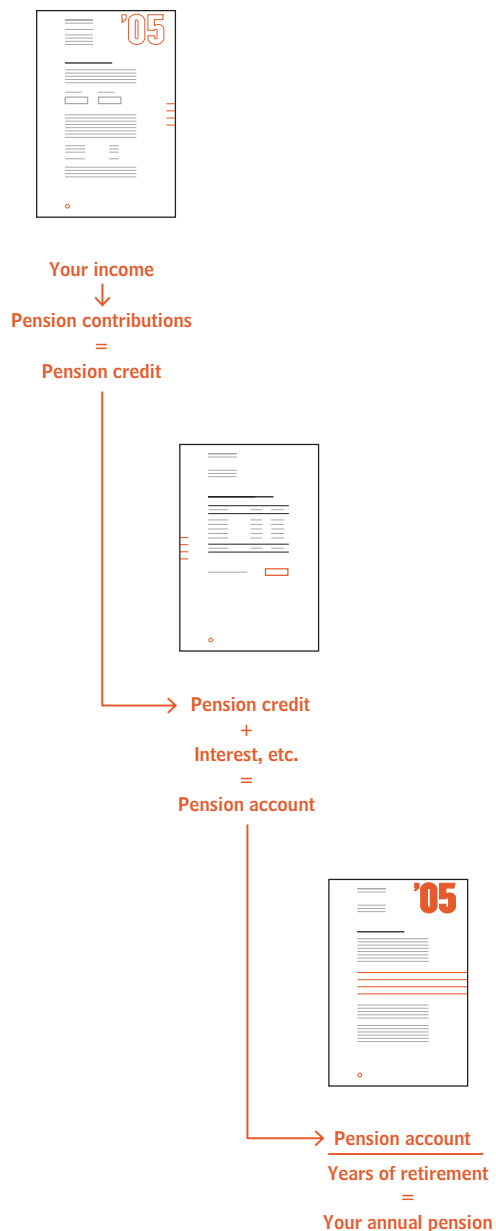 '05
Your income
Pension contributions
=
Pension credit
Pension credit
+
Interest, etc.
=
Pension account
'05
Pension account
Years of retirement
=
Your annual pension